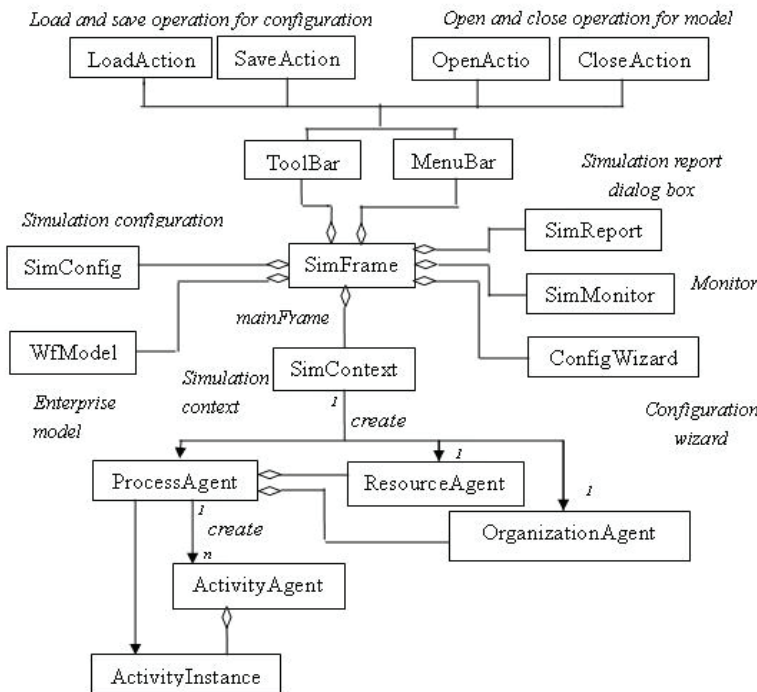 Load and save operation for configuration
Open and close operation for model
LoadAction
SaveAction
OpenActio
CloseAction
ToolBar
MenuBar
Simulation report
dialog box
Simulation configuration
SimConfig
SimFrame
SimReport
SimMonitor
Monitor
mainFrame
WfModel
SimContext
ConfigWizard
Enterprise
model
Simulation
context
1
create
Configuration
wizard
ProcessAgent
1
ResourceAgent
1
1
create
n
OrganizationAgent
ActivityAgent
ActivityInstance